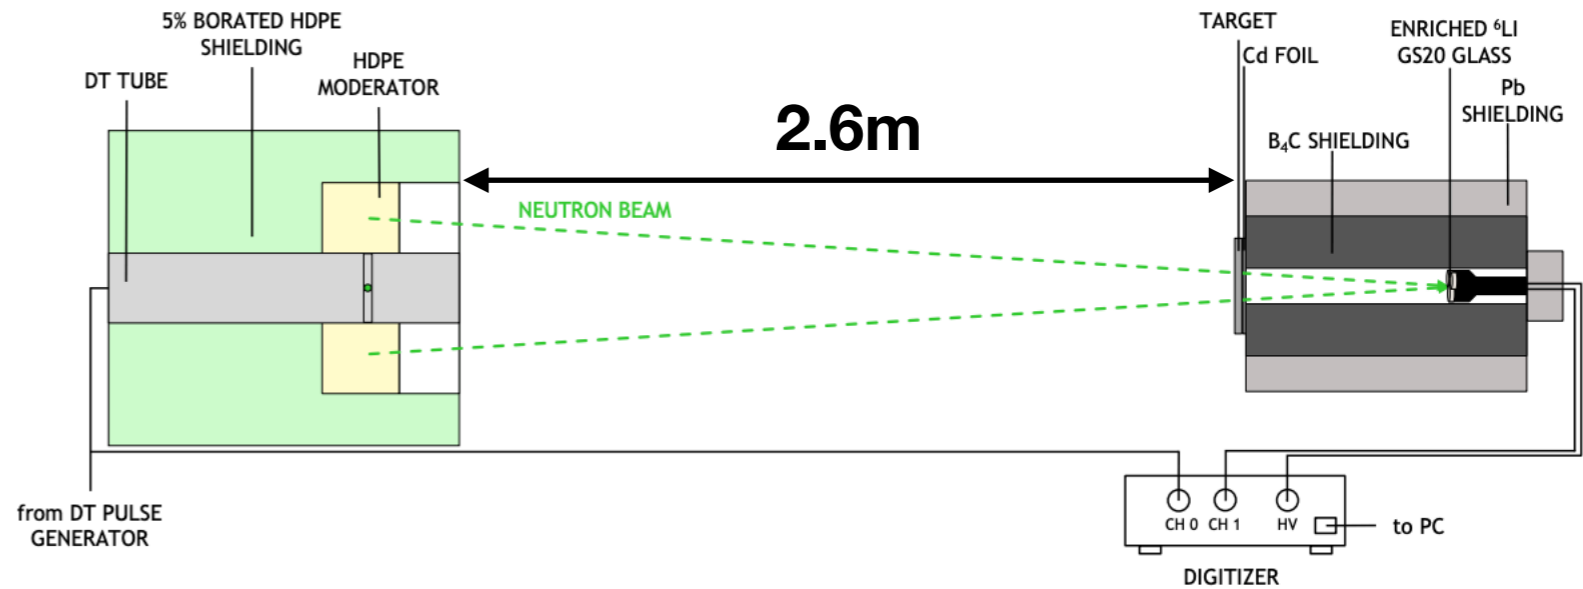 5% BORATED HDPE
SHIELDING
HDPE
MODERATOR
DT TUBE
2.6m
NEUTRON BEAM
TARGET
Cd FOIL
ENRICHED ⁶LI
GS20 GLASS
Pb
SHIELDING
B₄C SHIELDING
from DT PULSE
GENERATOR
CH 0 CH 1 HV
to PC
DIGITIZER